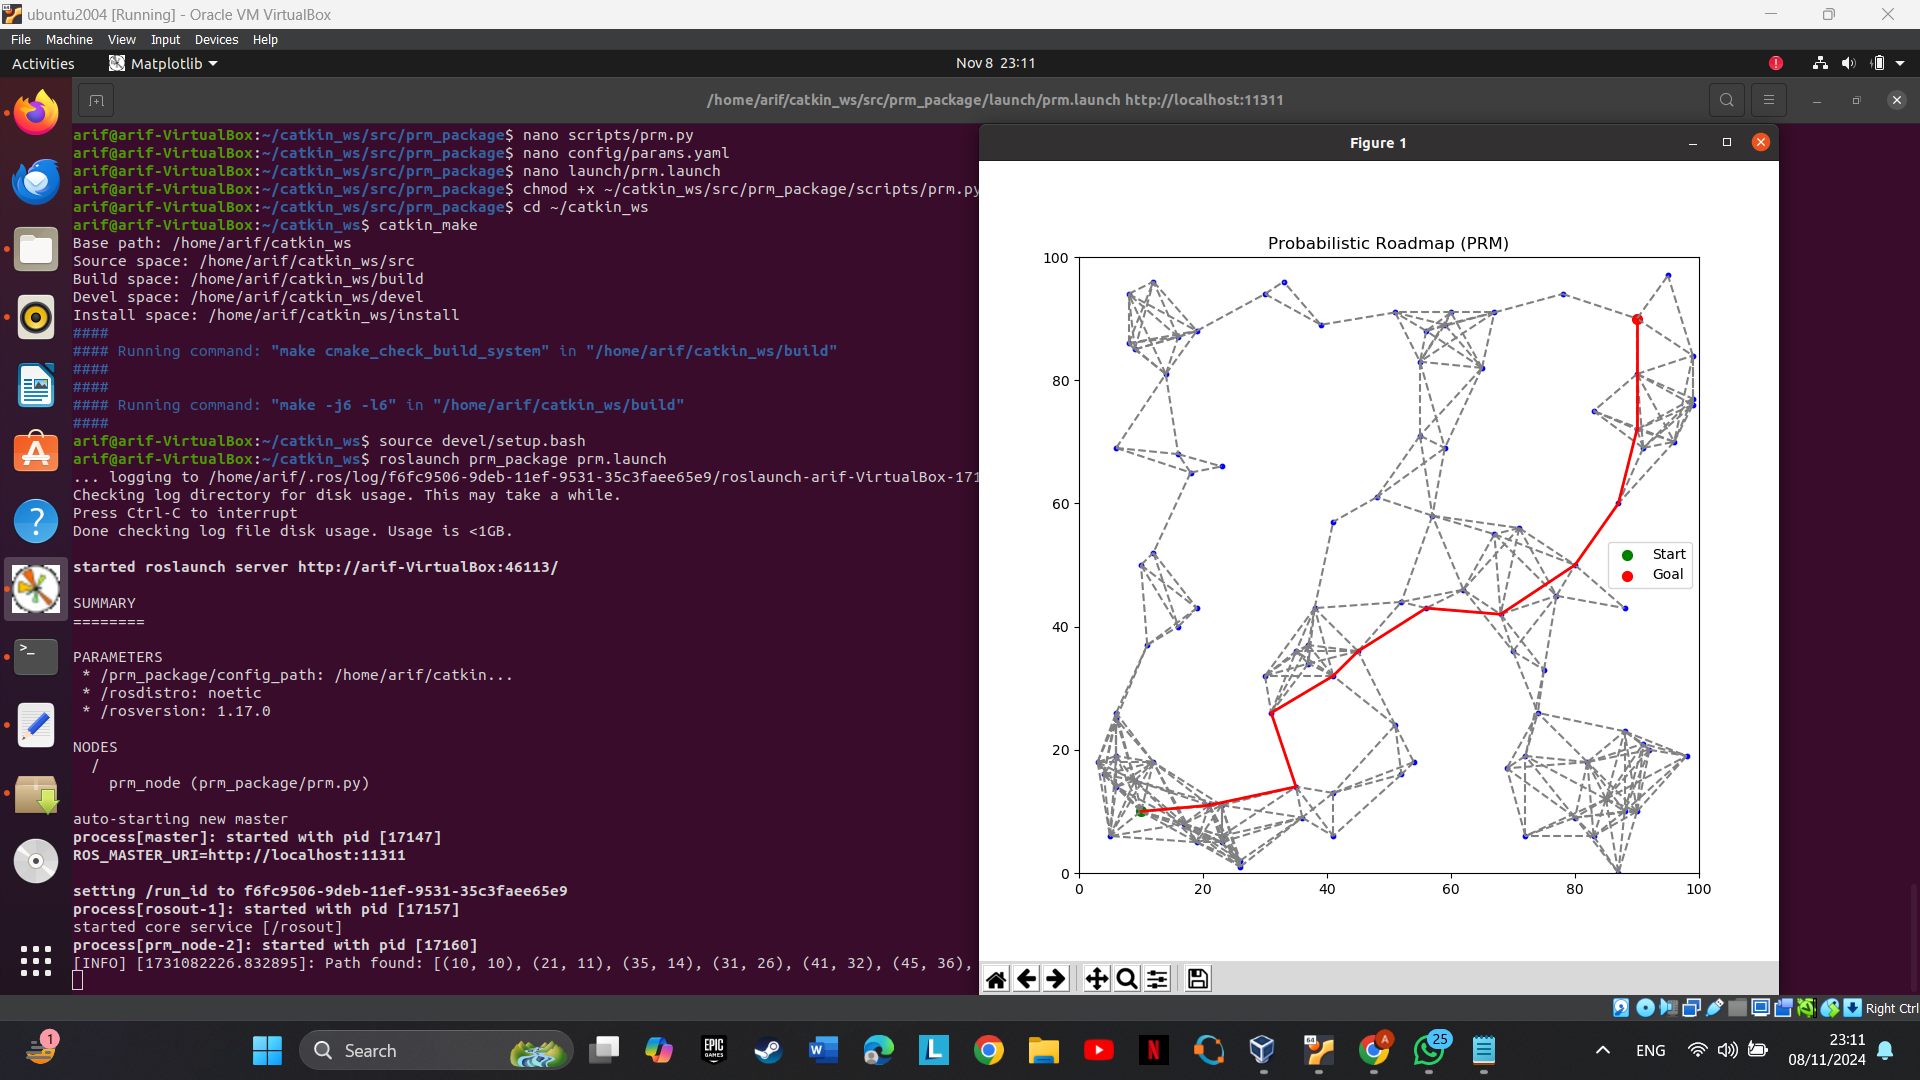 ubuntu2004 [Running] - Oracle VM VirtualBox
File Machine View Input Devices Help
Activities Matplotlib Nov 8 23:11
/home/arif/catkin_ws/src/prm_package/launch/prm.launch http://localhost:11311
arif@arif-VirtualBox:~/catkin_ws/src/prm_package$ nano scripts/prm.py
arif@arif-VirtualBox:~/catkin_ws/src/prm_package$ nano config/params.yaml
arif@arif-VirtualBox:~/catkin_ws/src/prm_package$ nano launch/prm.launch
arif@arif-VirtualBox:~/catkin_ws/src/prm_package$ chmod +x ~/catkin_ws/src/prm_package/scripts/prm.py
arif@arif-VirtualBox:~/catkin_ws/src/prm_package$ cd ~/catkin_ws
arif@arif-VirtualBox:~/catkin_ws$ catkin_make
Base path: /home/arif/catkin_ws
Source space: /home/arif/catkin_ws/src
Build space: /home/arif/catkin_ws/build
Devel space: /home/arif/catkin_ws/devel
Install space: /home/arif/catkin_ws/install
####
#### Running command: "make cmake_check_build_system" in "/home/arif/catkin_ws/build"
####
####
#### Running command: "make -j6 -l6" in "/home/arif/catkin_ws/build"
####
arif@arif-VirtualBox:~/catkin_ws$ source devel/setup.bash
arif@arif-VirtualBox:~/catkin_ws$ roslaunch prm_package prm.launch
... logging to /home/arif/.ros/log/f6fc9506-9deb-11ef-9531-35c3faee65e9/roslaunch-arif-VirtualBox-171
Checking log directory for disk usage. This may take a while.
Press Ctrl-C to interrupt
Done checking log file disk usage. Usage is <1GB.
started roslaunch server http://arif-VirtualBox:46113/
SUMMARY
========
PARAMETERS
* /prm_package/config_path: /home/arif/catkin...
* /rosdistro: noetic
* /rosversion: 1.17.0
NODES
/
prm_node (prm_package/prm.py)
auto-starting new master
process[master]: started with pid [17147]
ROS_MASTER_URI=http://localhost:11311
setting /run_id to f6fc9506-9deb-11ef-9531-35c3faee65e9
process[rosout-1]: started with pid [17157]
started core service [/rosout]
process[prm_node-2]: started with pid [17160]
[INFO] [1731082226.832895]: Path found: [(10, 10), (21, 11), (35, 14), (31, 26), (41, 32), (45, 36),
Figure 1
Probabilistic Roadmap (PRM)
100
80
60
40
20
0
0 20 40 60 80 100
Start
Goal
Right Ctrl
1
Search
EPIC GAMES
W
L
N
64
A
25
ENG
23:11
08/11/2024